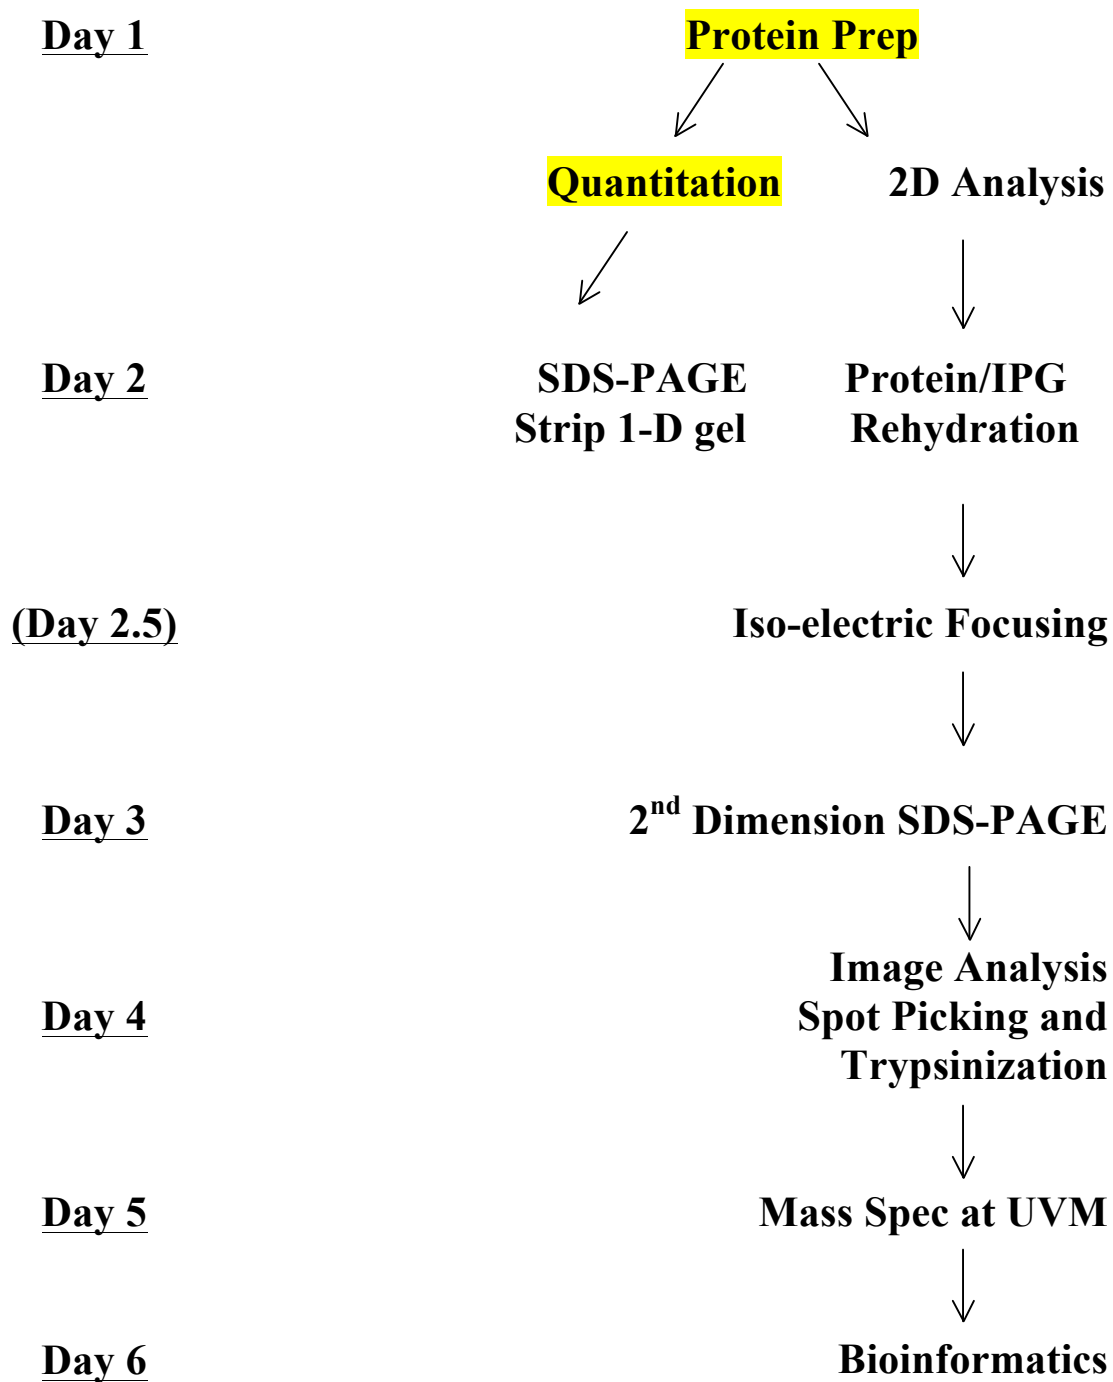 Day 1 Protein Prep
Quantitation 2D Analysis
Day 2 SDS-PAGE Protein/IPG
Strip 1-D gel Rehydration
(Day 2.5) Iso-electric Focusing
Day 3 2nd Dimension SDS-PAGE
Image Analysis
Day 4 Spot Picking and
Trypsinization
Day 5 Mass Spec at UVM
Day 6 Bioinformatics